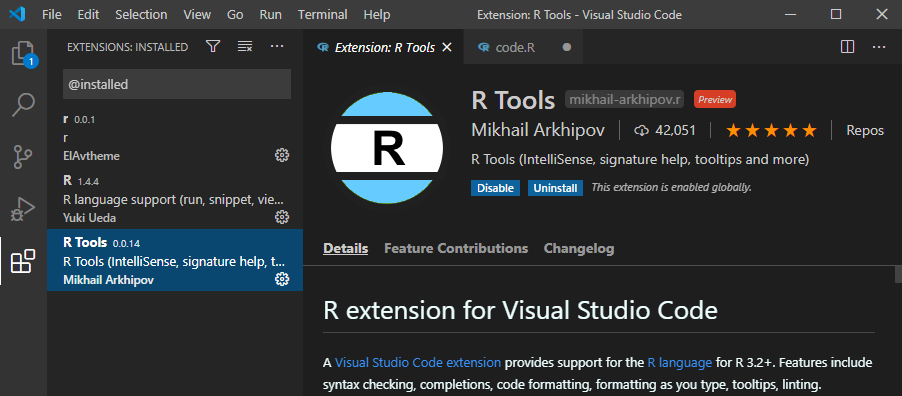 File Edit Selection View Go Run Terminal Help Extension: R Tools - Visual Studio Code
EXTENSIONS: INSTALLED
Extension: R Tools
code.R
1
@installed
r 0.0.1
r
ElAvtheme
R 1.4.4
R language support (run, snippet, vie...
Yuki Ueda
R Tools 0.0.14
R Tools (IntelliSense, signature help, t...
Mikhail Arkhipov
R
R Tools mikhail-arkhipov.r Preview
Mikhail Arkhipov 42,051 Repos
R Tools (IntelliSense, signature help, tooltips and more)
Disable Uninstall This extension is enabled globally.
Details Feature Contributions Changelog
R extension for Visual Studio Code
A Visual Studio Code extension provides support for the R language for R 3.2+. Features include
syntax checking, completions, code formatting, formatting as you type, tooltips, linting.